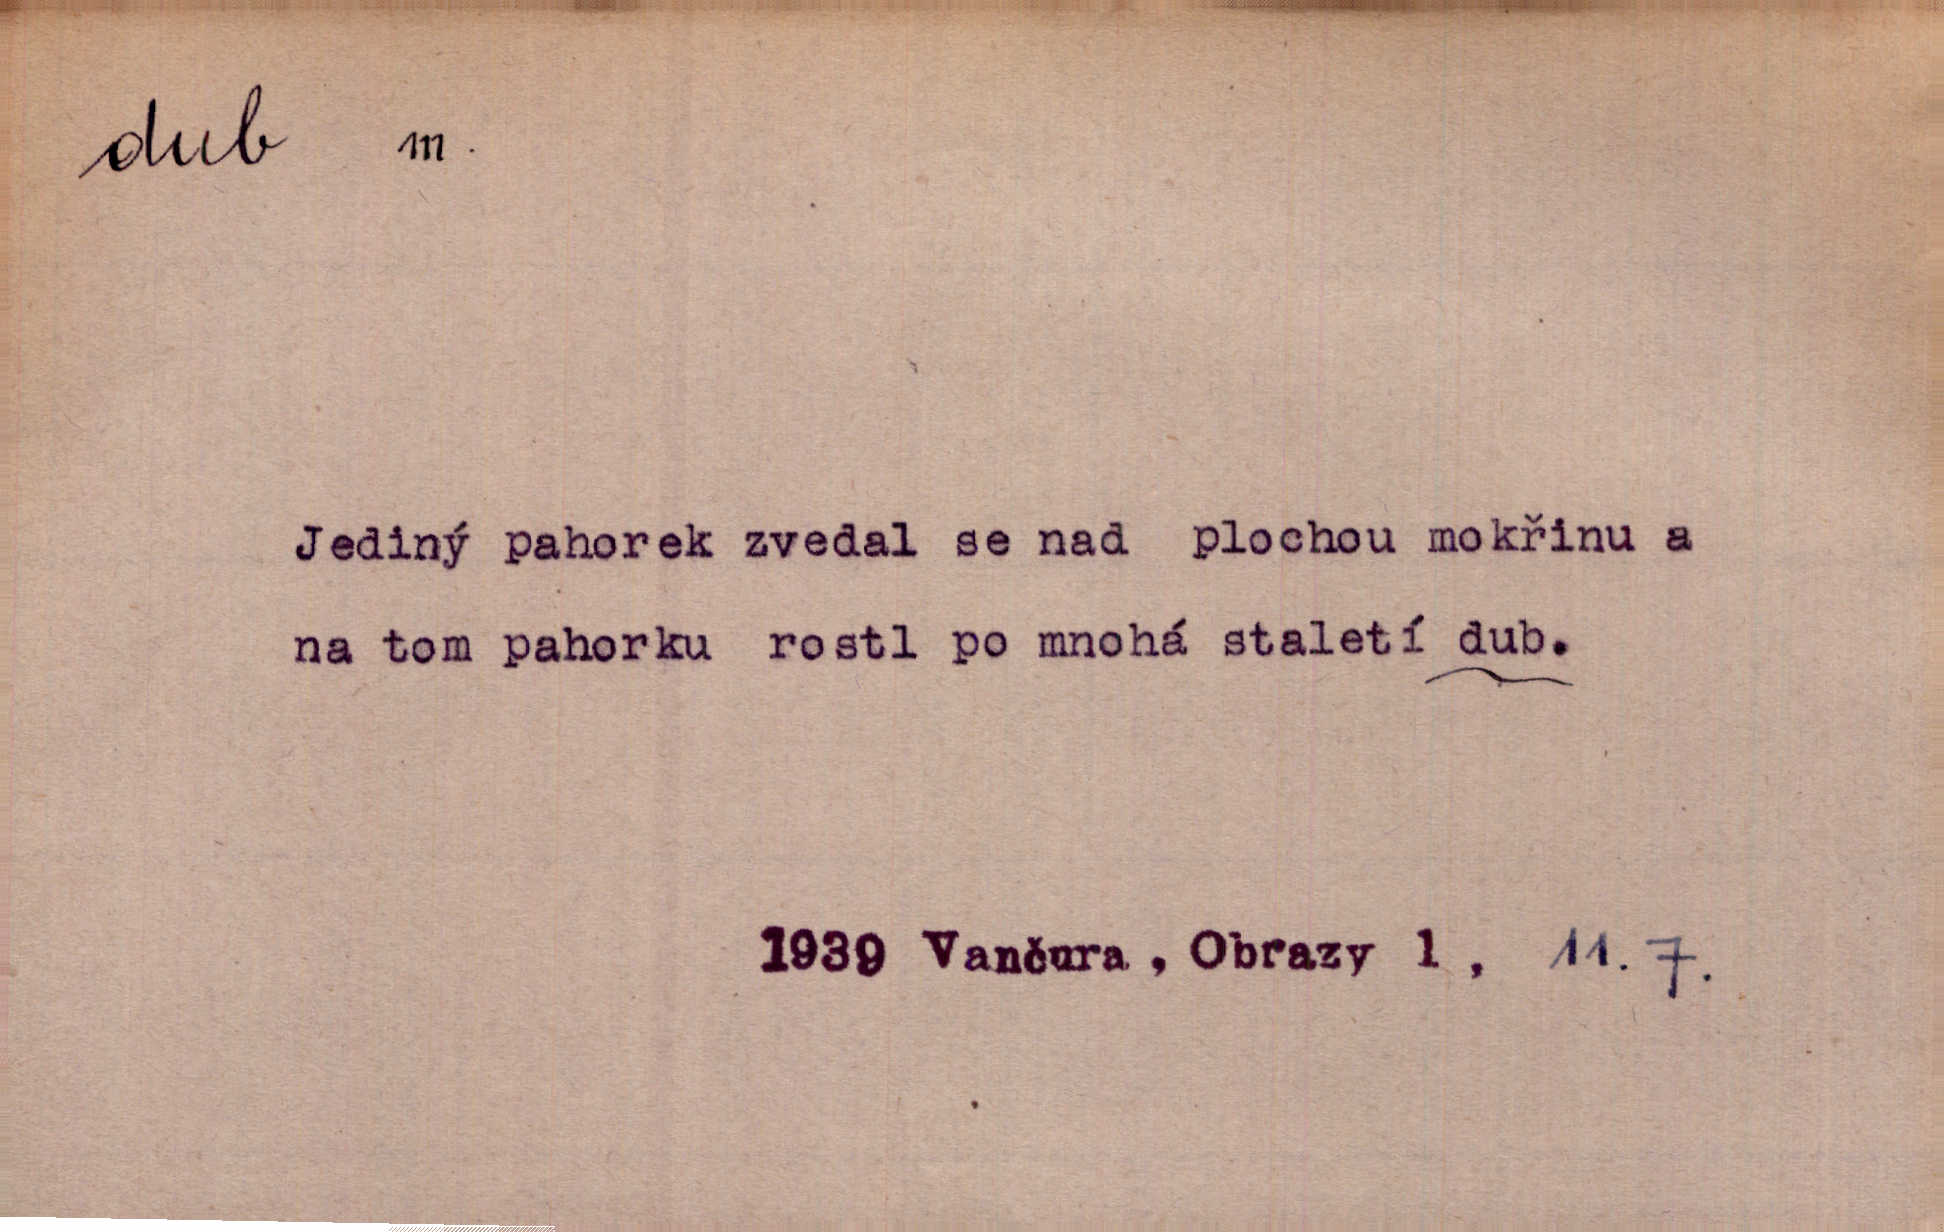 dub m.
Jediný pahorek zvedal se nad plochou mokřinu a
na tom pahorku rostl po mnohá staletí dub.
1939 Vančura, Obrazy 1, 11. 7.